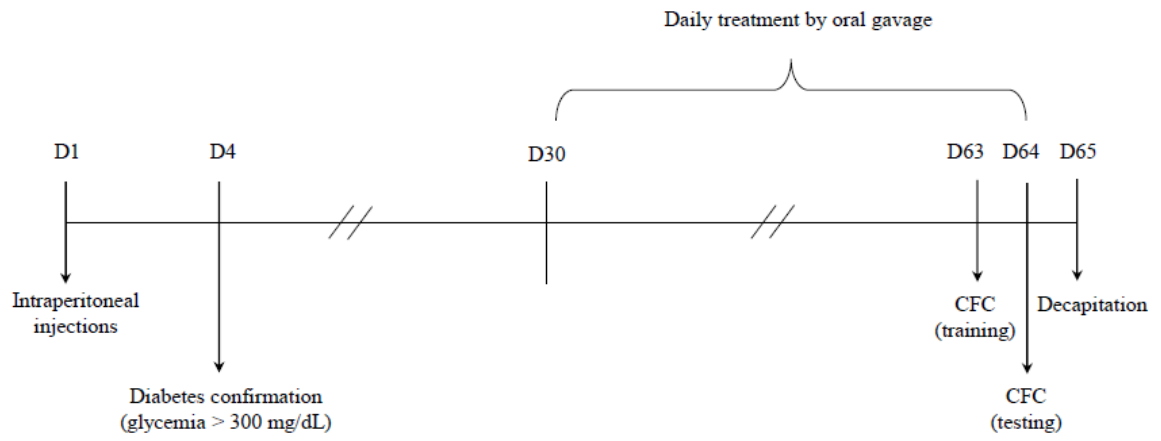 Daily treatment by oral gavage
D1
D4
D30
D63
D64
D65
Intraperitoneal
injections
CFC
(training)
Decapitation
Diabetes confirmation
(glycemia > 300 mg/dL)
CFC
(testing)